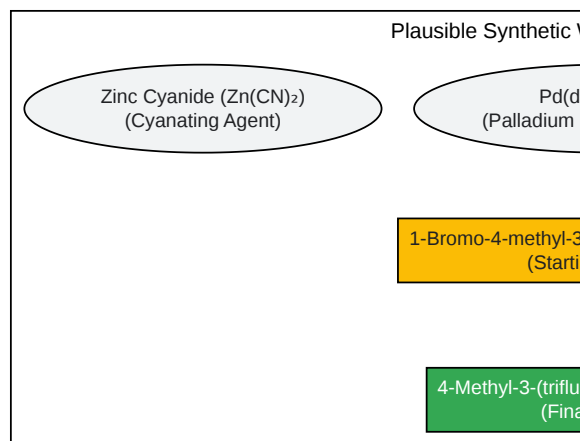 Plausible Synthetic
Zinc Cyanide (Zn(CN)₂)
(Cyanating Agent)
Pd(d
(Palladium
1-Bromo-4-methyl-3
(Starti
4-Methyl-3-(triflu
(Fina